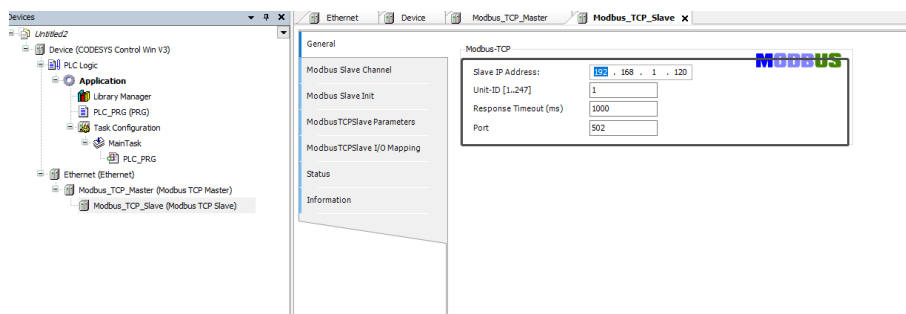 Devices
Untitled2
Device (CODESYS Control Win V3)
PLC Logic
Application
Library Manager
PLC_PRG (PRG)
Task Configuration
MainTask
PLC_PRG
Ethernet (Ethernet)
Modbus_TCP_Master (Modbus TCP Master)
Modbus_TCP_Slave (Modbus TCP Slave)
Ethernet Device Modbus_TCP_Master Modbus_TCP_Slave
General
Modbus Slave Channel
Modbus Slave Init
ModbusTCPSlave Parameters
ModbusTCPSlave I/O Mapping
Status
Information
Modbus-TCP
MODBUS
Slave IP Address: 192 . 168 . 1 . 120
Unit-ID [1..247] 1
Response Timeout (ms) 1000
Port 502